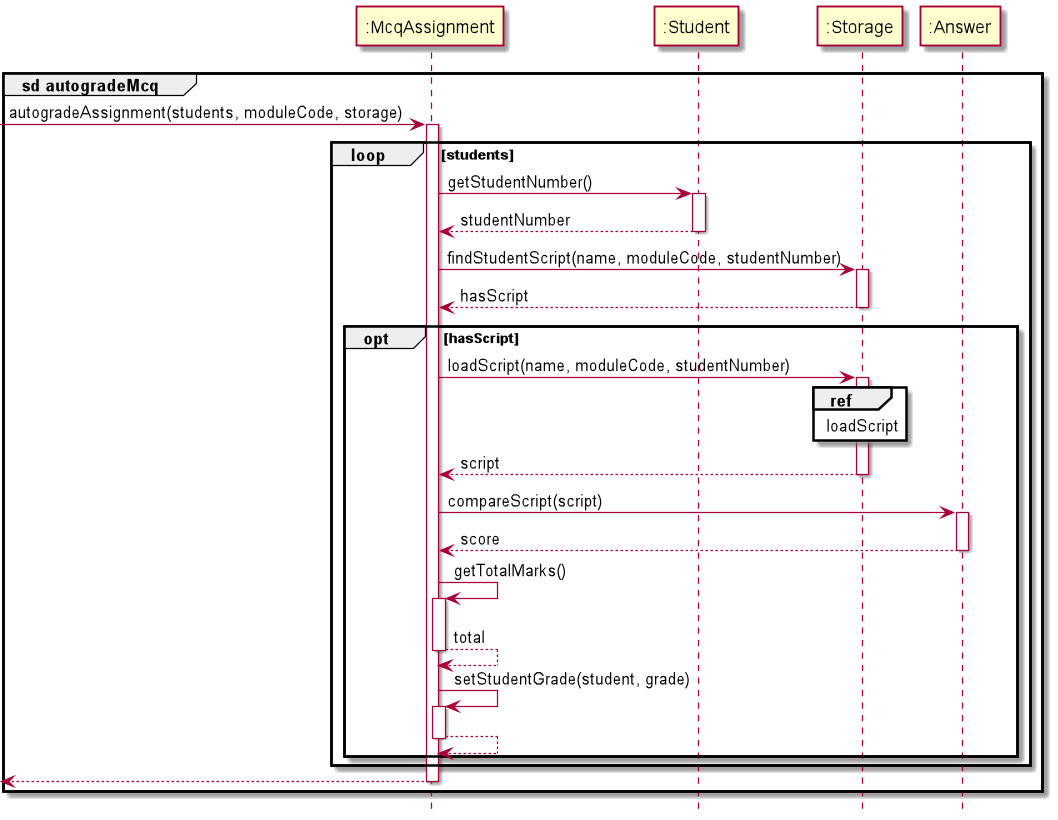 :McqAssignment
:Student
:Storage
:Answer
sd autogradeMcq
autogradeAssignment(students, moduleCode, storage)
loop
[students]
getStudentNumber()
studentNumber
findStudentScript(name, moduleCode, studentNumber)
hasScript
opt
[hasScript]
loadScript(name, moduleCode, studentNumber)
ref
loadScript
script
compareScript(script)
score
getTotalMarks()
total
setStudentGrade(student, grade)